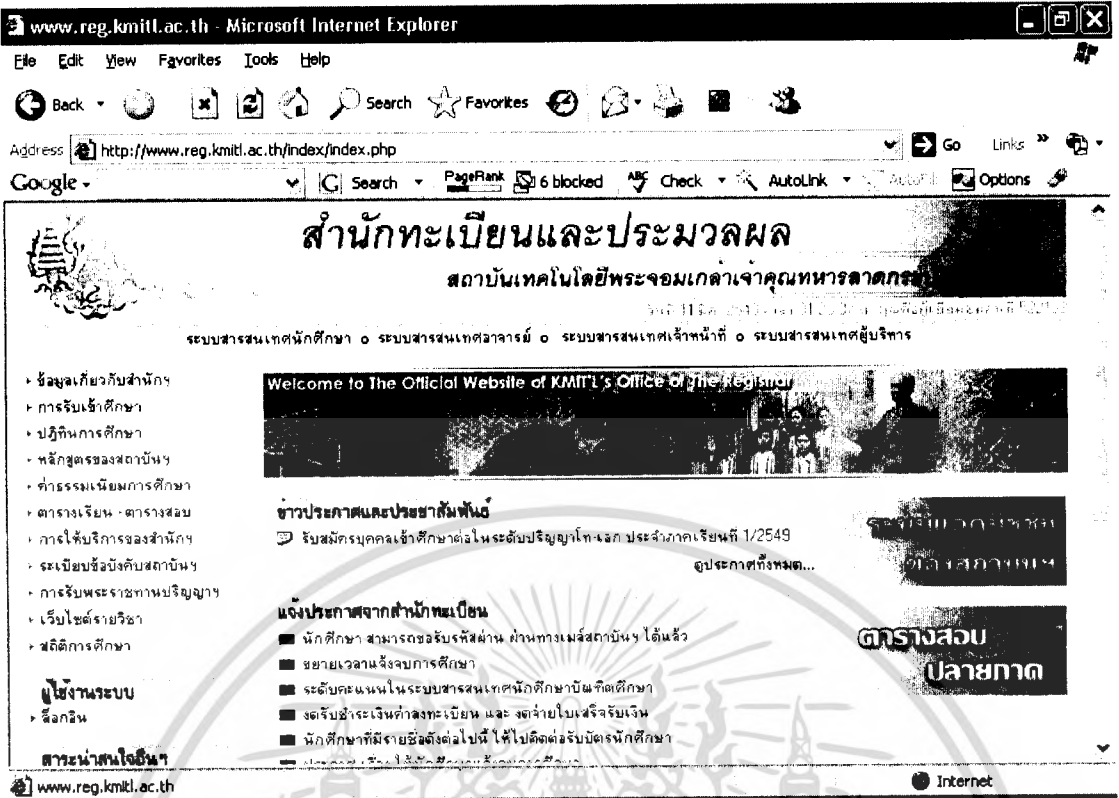 www.reg.kmitl.ac.th - Microsoft Internet Explorer
File Edit View Favorites Tools Help
Back Search Favorites
Address http://www.reg.kmitl.ac.th/index/index.php Go Links
Google Search PageRank 6 blocked ABC Check AutoLink AutoFill Options
สำนักทะเบียนและประมวลผล
สถาบันเทคโนโลยีพระจอมเกล้าเจ้าคุณทหารลาดกระ
ระบบสารสนเทศนักศึกษา o ระบบสารสนเทศอาจารย์ o ระบบสารสนเทศเจ้าหน้าที่ o ระบบสารสนเทศผู้บริหาร
ข้อมูลเกี่ยวกับสำนักฯ
การรับเข้าศึกษา
ปฏิทินการศึกษา
หลักสูตรของสถาบันฯ
ค่าธรรมเนียมการศึกษา
ตารางเรียน - ตารางสอบ
การให้บริการของสำนักฯ
ระเบียบข้อบังคับสถาบันฯ
การรับพระราชทานปริญญาฯ
เว็บไซต์รายวิชา
สถิติการศึกษา
ผู้ใช้งานระบบ
ล็อกอิน
สาระน่าสนใจอื่นๆ
Welcome to The Official Website of KMITL's Office of The Registrar
ข่าวประกาศและประชาสัมพันธ์
รับสมัครบุคคลเข้าศึกษาต่อในระดับปริญญาโท-เอก ประจำภาคเรียนที่ 1/2549
ดูประกาศทั้งหมด...
แจ้งประกาศจากสำนักทะเบียน
นักศึกษา สามารถขอรับรหัสผ่าน ผ่านทางเมล์สถาบันฯ ได้แล้ว
ขยายเวลาแจ้งจบการศึกษา
ระดับคะแนนในระบบสารสนเทศนักศึกษาบัณฑิตศึกษา
งดรับชำระเงินค่าลงทะเบียน และ งดจ่ายใบเสร็จรับเงิน
นักศึกษาที่มีรายชื่อดังต่อไปนี้ ให้ไปติดต่อรับบัตรนักศึกษา
ของสถาบันฯ
ตารางสอบ
ปลายภาค
www.reg.kmitl.ac.th Internet